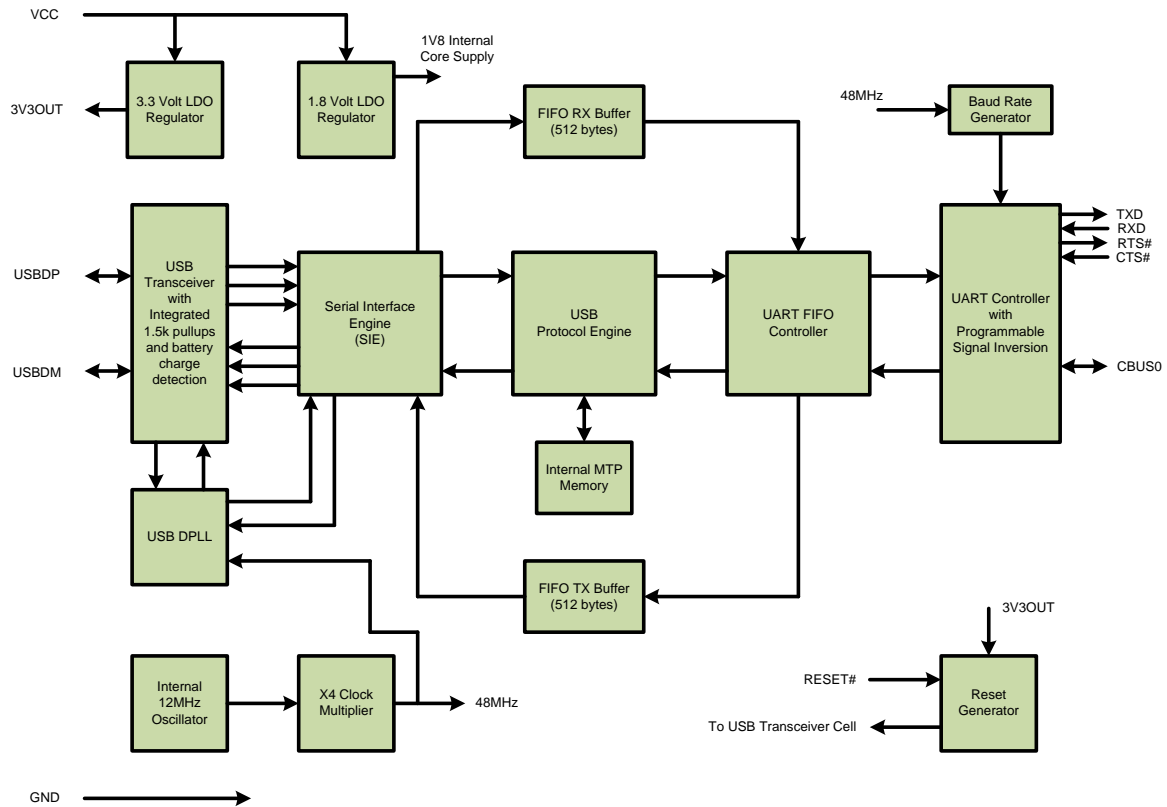 VCC
1V8 Internal
Core Supply
3.3 Volt LDO
Regulator
1.8 Volt LDO
Regulator
3V3OUT
FIFO RX Buffer
(512 bytes)
48MHz
Baud Rate
Generator
USBDP
USBDM
USB
Transceiver
with
Integrated
1.5k pullups
and battery
charge
detection
Serial Interface
Engine
(SIE)
USB
Protocol Engine
UART FIFO
Controller
UART Controller
with
Programmable
Signal Inversion
TXD
RXD
RTS#
CTS#
CBUS0
Internal MTP
Memory
USB DPLL
FIFO TX Buffer
(512 bytes)
3V3OUT
Internal
12MHz
Oscillator
X4 Clock
Multiplier
48MHz
RESET#
To USB Transceiver Cell
Reset
Generator
GND